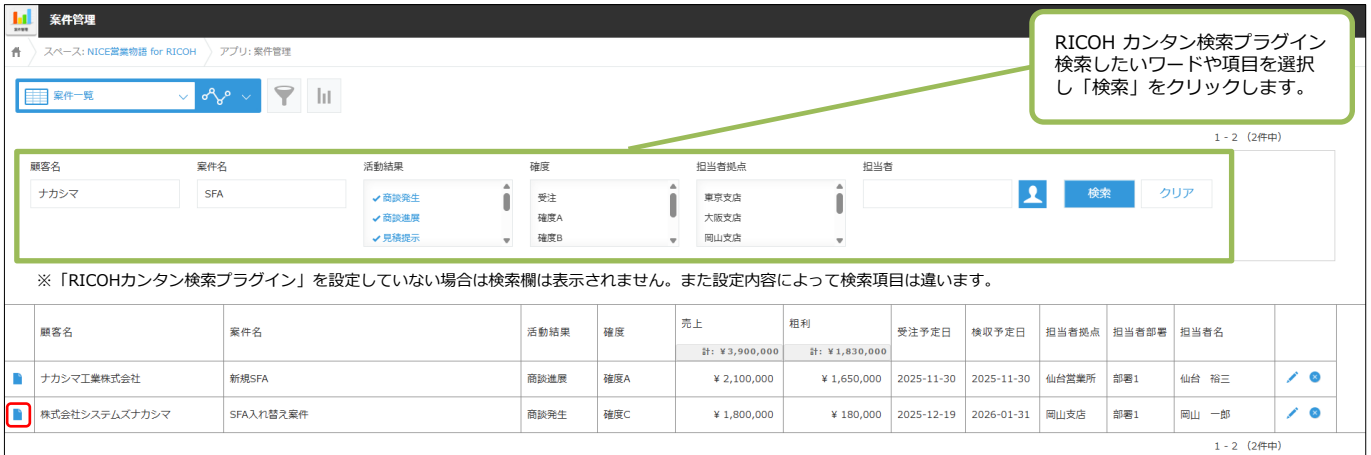 案件管理
案件管理
スペース: NICE営業物語 for RICOH アプリ: 案件管理
RICOH カンタン検索プラグイン
検索したいワードや項目を選択
し「検索」をクリックします。
案件一覧
1 - 2 （2件中）
顧客名 案件名 活動結果 確度 担当者拠点 担当者
ナカシマ SFA 商談発生 受注 東京支店 検索 クリア
商談進展 確度A 大阪支店
見積提示 確度B 岡山支店
※「RICOHカンタン検索プラグイン」を設定していない場合は検索欄は表示されません。また設定内容によって検索項目は違います。
顧客名 案件名 活動結果 確度 売上 粗利 受注予定日 検収予定日 担当者拠点 担当者部署 担当者名
計: ¥3,900,000 計: ¥1,830,000
ナカシマ工業株式会社 新規SFA 商談進展 確度A ¥ 2,100,000 ¥ 1,650,000 2025-11-30 2025-11-30 仙台営業所 部署1 仙台 裕三
株式会社システムズナカシマ SFA入れ替え案件 商談発生 確度C ¥ 1,800,000 ¥ 180,000 2025-12-19 2026-01-31 岡山支店 部署1 岡山 一郎
1 - 2 （2件中）